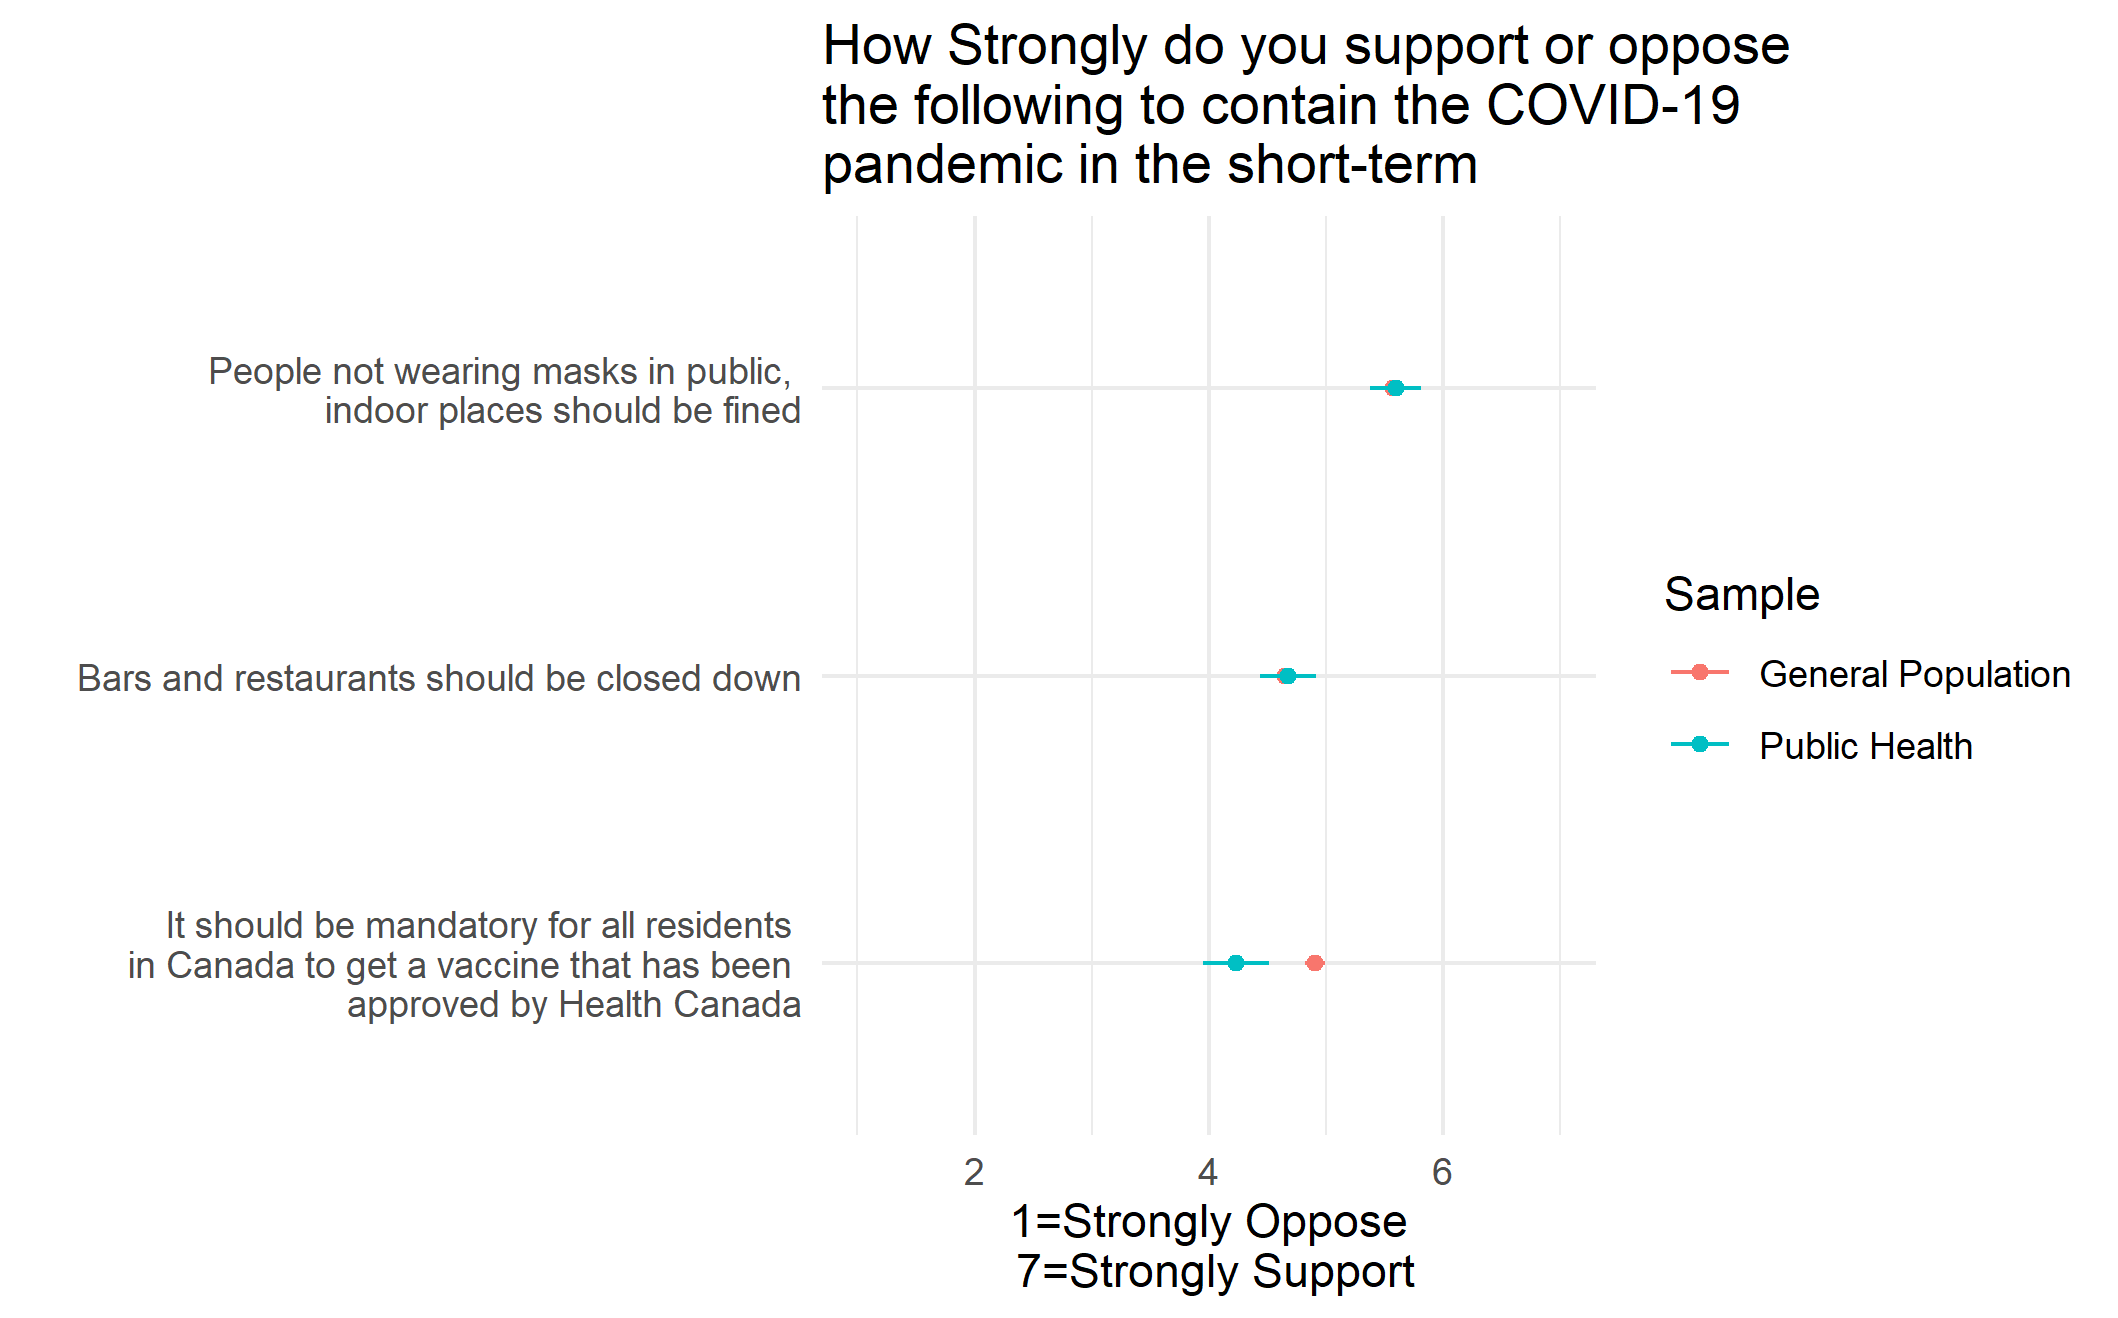 How Strongly do you support or oppose
the following to contain the COVID-19
pandemic in the short-term
People not wearing masks in public,
indoor places should be fined
Bars and restaurants should be closed down
It should be mandatory for all residents
in Canada to get a vaccine that has been
approved by Health Canada
2 4 6
1=Strongly Oppose
7=Strongly Support
Sample
General Population
Public Health